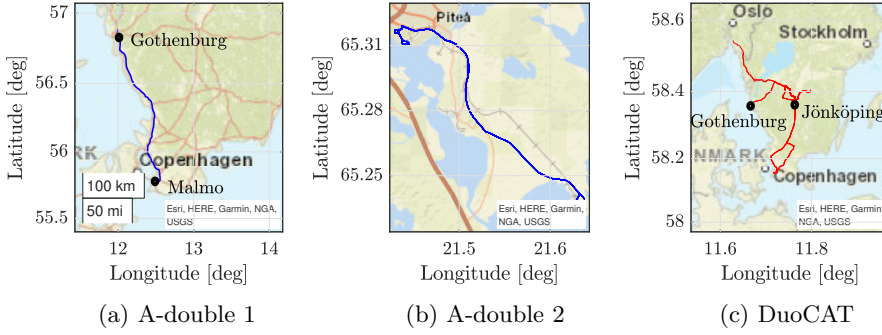 57
56.5
56
55.5
Latitude [deg]
Gothenburg
RK
Copenhagen
Malmo
100 km
50 mi
Esri, HERE, Garmin, NGA,
USGS
12
13
14
Longitude [deg]
(a) A-double 1
65.31
65.28
65.25
Latitude [deg]
Piteå
Esri, HERE, Garmin,
NGA, USGS
21.5
21.6
Longitude [deg]
(b) A-double 2
58.6
58.4
58.2
58
Latitude [deg]
Oslo
Stockholm
Gothenburg
Jönköping
NMARK
Copenhagen
Esri, HERE, Garmin,
NGA, USGS
11.6
11.8
Longitude [deg]
(c) DuoCAT